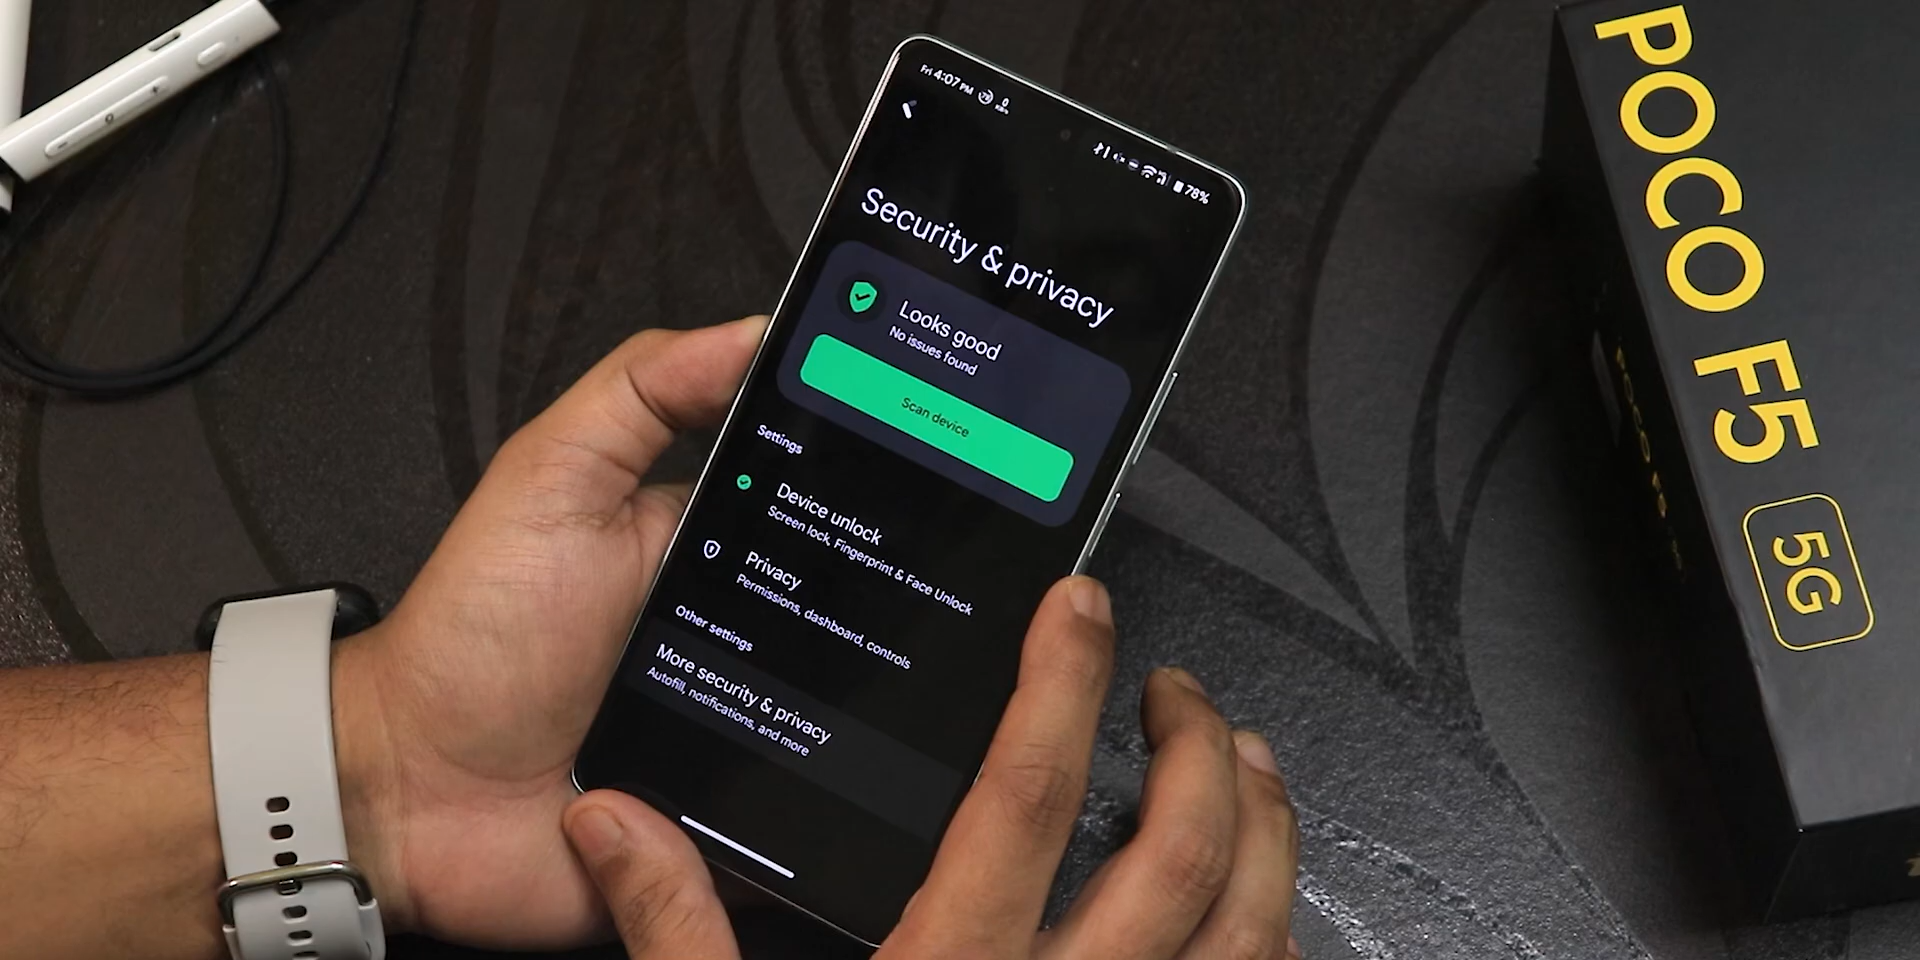 Fri 4:07 PM
78%
Security & privacy
Looks good
No issues found
Scan device
Settings
Device unlock
Screen lock, Fingerprint & Face Unlock
Privacy
Permissions, dashboard, controls
Other settings
More security & privacy
Autofill, notifications, and more
POCO F5
5G